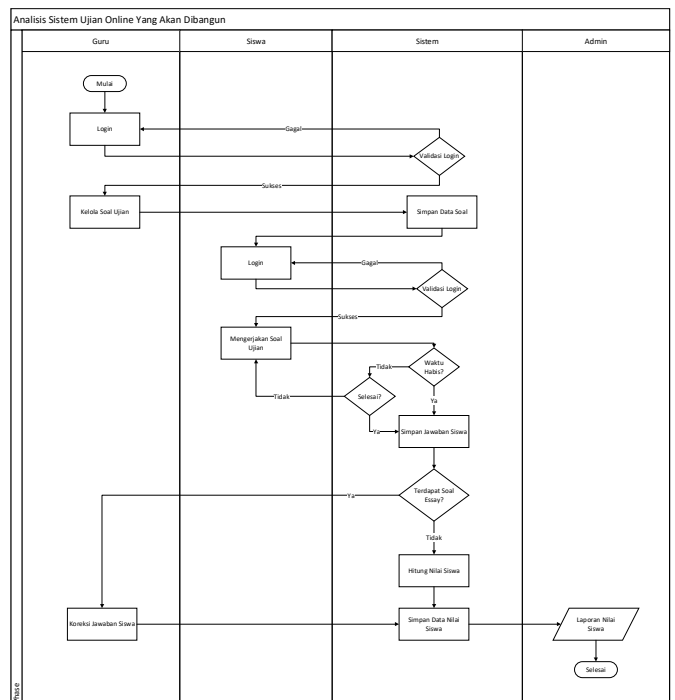 Analisis Sistem Ujian Online Yang Akan Dibangun
Guru
Siswa
Sistem
Admin
Mulai
Login
Gagal
Validasi Login
Sukses
Kelola Soal Ujian
Simpan Data Soal
Login
Gagal
Validasi Login
Sukses
Mengerjakan Soal
Ujian
Waktu
Habis?
Tidak
Selesai?
Tidak
Ya
Ya
Simpan Jawaban Siswa
Terdapat Soal
Essay?
Ya
Tidak
Hitung Nilai Siswa
Koreksi Jawaban Siswa
Simpan Data Nilai
Siswa
Laporan Nilai
Siswa
Selesai
Phase